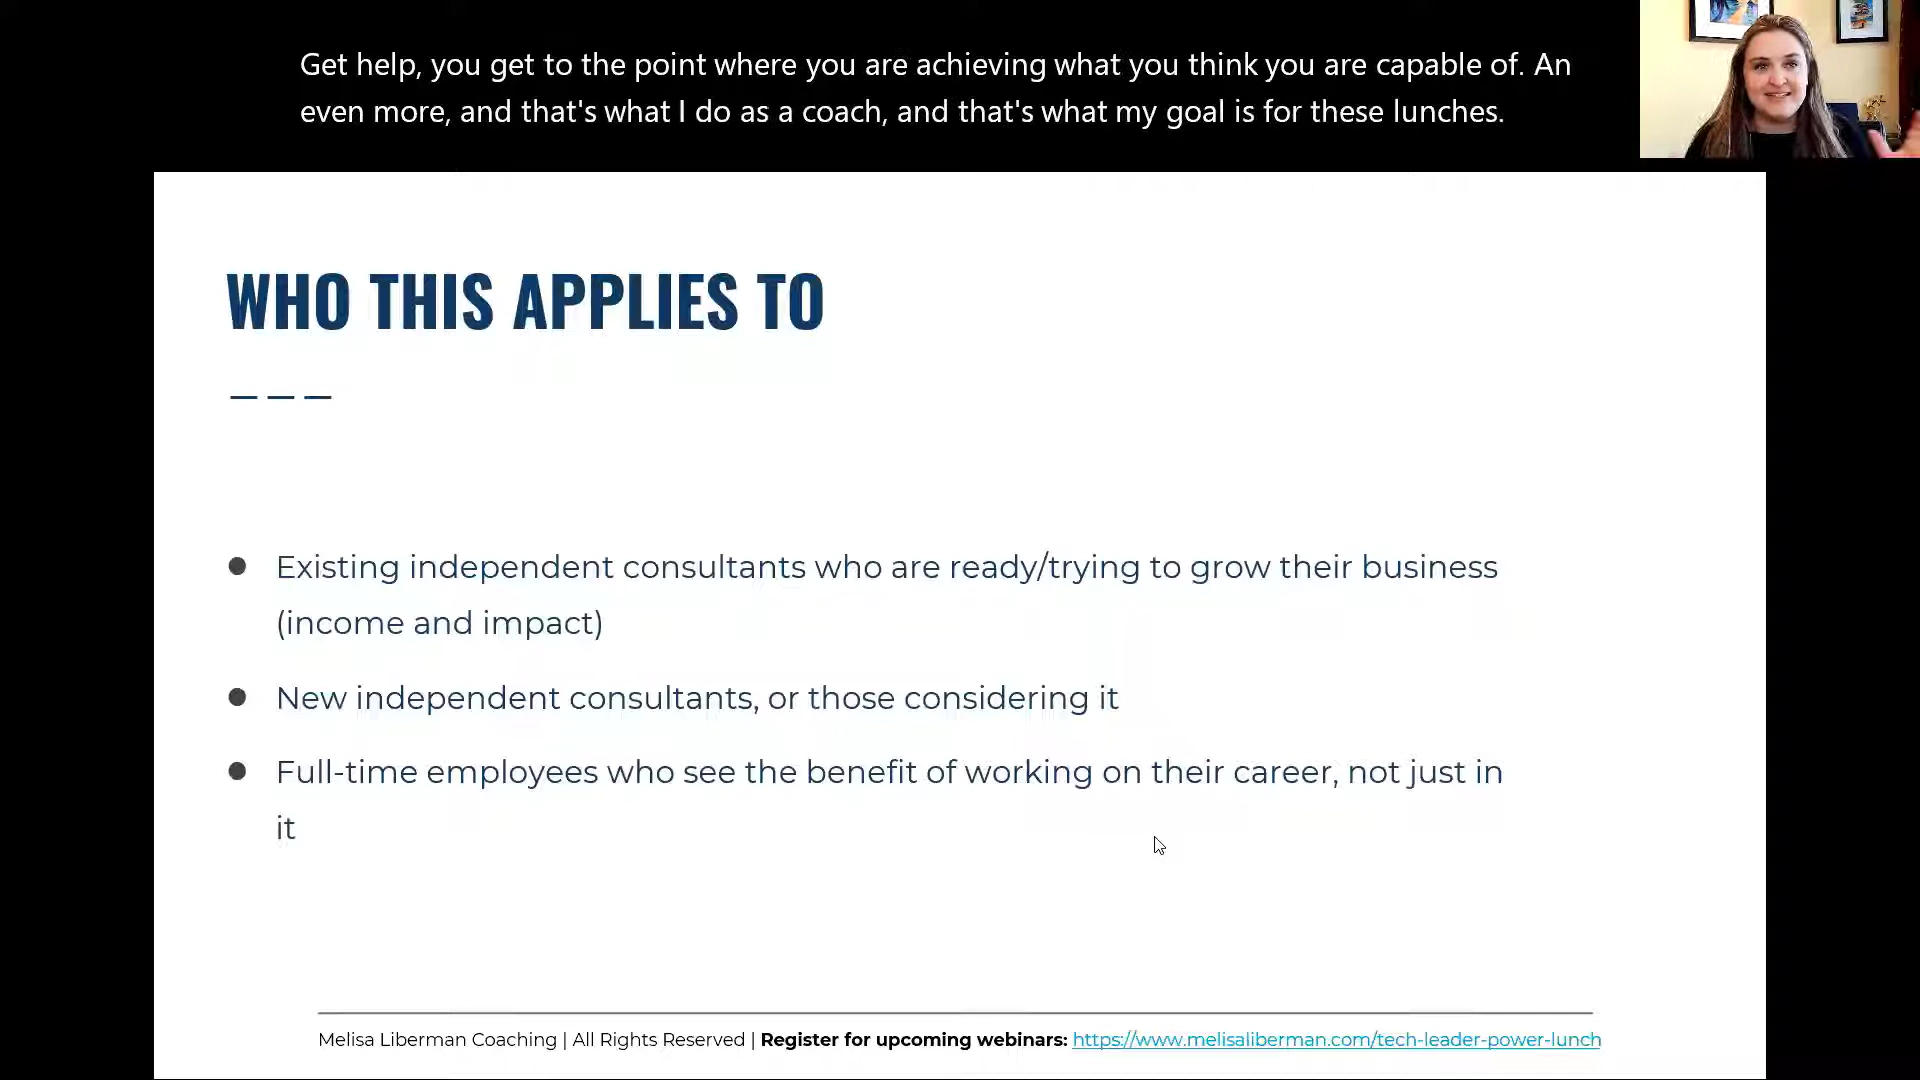 Get help, you get to the point where you are achieving what you think you are capable of. An
even more, and that's what I do as a coach, and that's what my goal is for these lunches.
WHO THIS APPLIES TO
● Existing independent consultants who are ready/trying to grow their business
(income and impact)
● New independent consultants, or those considering it
● Full-time employees who see the benefit of working on their career, not just in
it
Melisa Liberman Coaching | All Rights Reserved | Register for upcoming webinars: https://www.melisaliberman.com/tech-leader-power-lunch